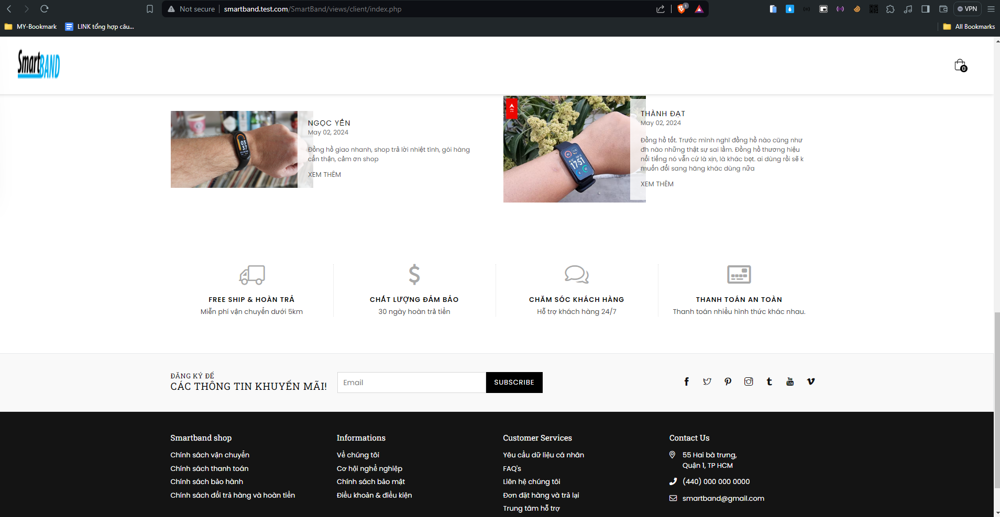 Not secure
smartband.test.com/SmartBand/views/client/index.php
1
VPN
MY-Bookmark
LINK tổng hợp câu...
All Bookmarks
SmartBAND
0
NGỌC YẾN
May 02, 2024
Đồng hồ giao nhanh, shop trả lời nhiệt tình, gói hàng
cẩn thận, cảm ơn shop
XEM THÊM
03
37
THÀNH ĐẠT
May 02, 2024
Đồng hồ tốt. Trước mình nghĩ đồng hồ nào cũng như
đh nào những thật sự sai lầm. Đồng hồ thương hiệu
nổi tiếng nó vẫn cứ là xịn, là khác bọt. ai dùng rồi sẽ k
muốn đổi sang hãng khác dùng nữa
XEM THÊM
17:51
FREE SHIP & HOÀN TRẢ
Miễn phí vận chuyển dưới 5km
CHẤT LƯỢNG ĐẢM BẢO
30 ngày hoàn trả tiền
CHĂM SÓC KHÁCH HÀNG
Hỗ trợ khách hàng 24/7
THANH TOÁN AN TOÀN
Thanh toán nhiều hình thức khác nhau.
ĐĂNG KÝ ĐỂ
CÁC THÔNG TIN KHUYẾN MÃI!
Email
SUBSCRIBE
Smartband shop
Chính sách vận chuyển
Chính sách thanh toán
Chính sách bảo hành
Chính sách đổi trả hàng và hoàn tiền
Informations
Về chúng tôi
Cơ hội nghề nghiệp
Chính sách bảo mật
Điều khoản & điều kiện
Customer Services
Yêu cầu dữ liệu cá nhân
FAQ's
Liên hệ chúng tôi
Đơn đặt hàng và trả lại
Trung tâm hỗ trợ
Contact Us
55 Hai bà trưng,
Quận 1, TP HCM
(440) 000 000 0000
smartband@gmail.com